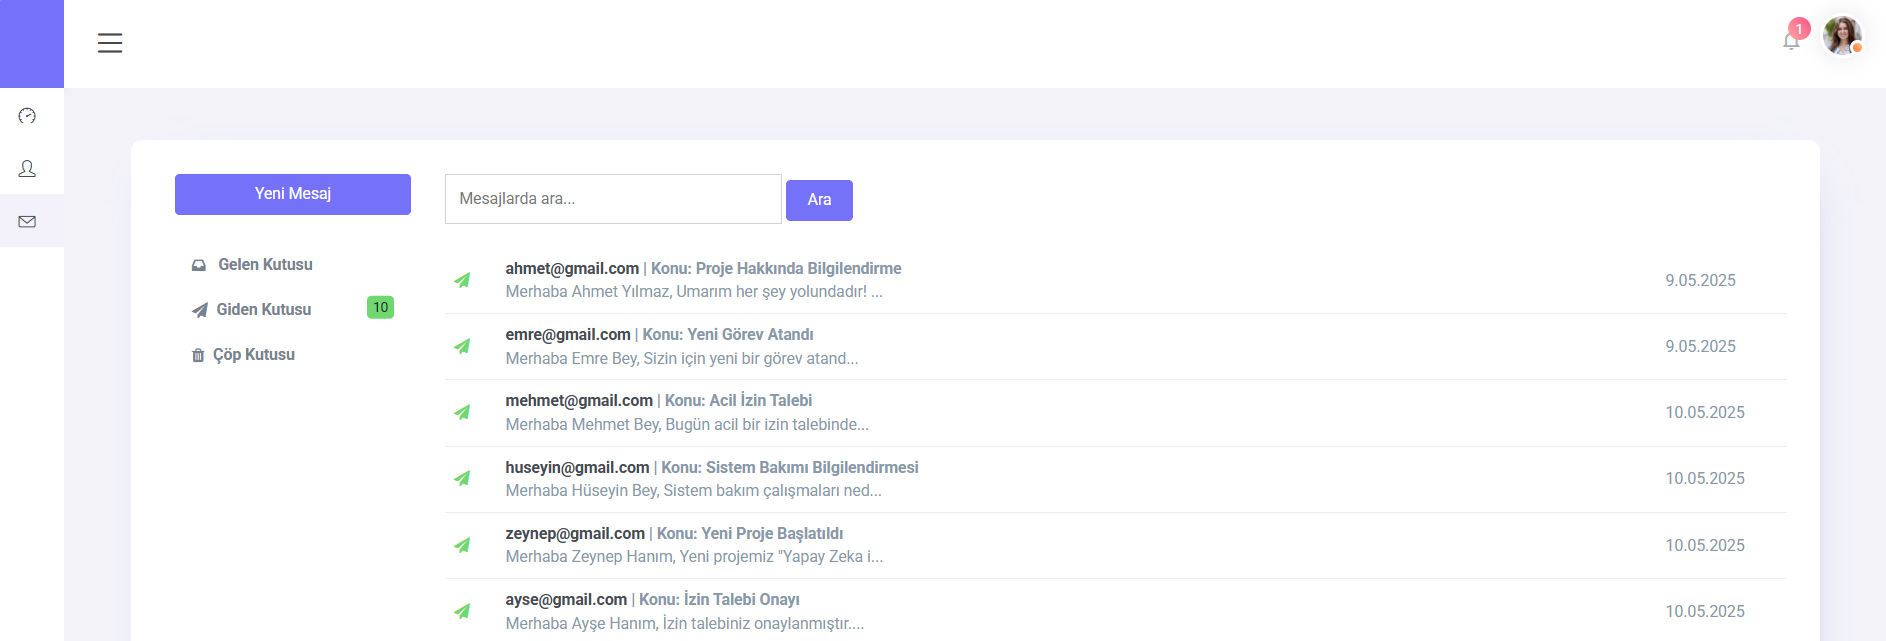 1
Yeni Mesaj
Mesajlarda ara...
Ara
Gelen Kutusu
Giden Kutusu
10
Çöp Kutusu
ahmet@gmail.com | Konu: Proje Hakkında Bilgilendirme
Merhaba Ahmet Yılmaz, Umarım her şey yolundadır! ...
9.05.2025
emre@gmail.com | Konu: Yeni Görev Atandı
Merhaba Emre Bey, Sizin için yeni bir görev atand...
9.05.2025
mehmet@gmail.com | Konu: Acil İzin Talebi
Merhaba Mehmet Bey, Bugün acil bir izin talebinde...
10.05.2025
huseyin@gmail.com | Konu: Sistem Bakımı Bilgilendirmesi
Merhaba Hüseyin Bey, Sistem bakım çalışmaları ned...
10.05.2025
zeynep@gmail.com | Konu: Yeni Proje Başlatıldı
Merhaba Zeynep Hanım, Yeni projemiz "Yapay Zeka i...
10.05.2025
ayse@gmail.com | Konu: İzin Talebi Onayı
Merhaba Ayşe Hanım, İzin talebiniz onaylanmıştır....
10.05.2025